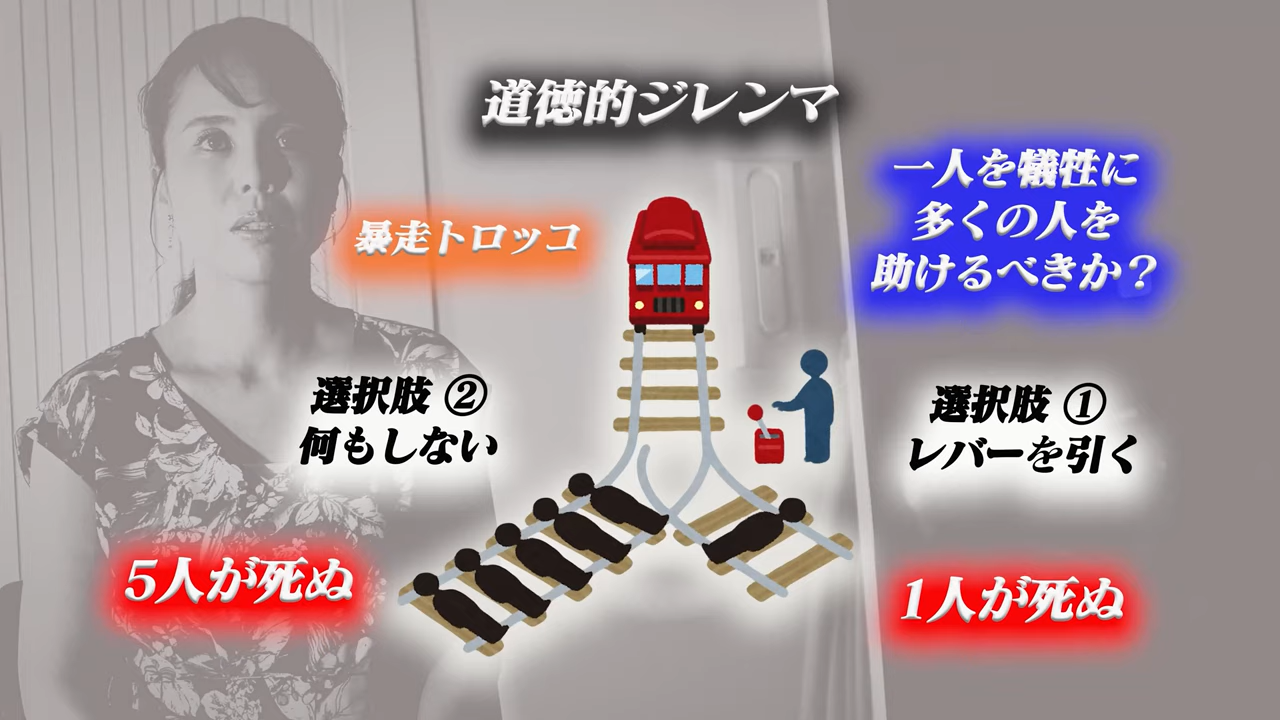 道徳的ジレンマ
一人を犠牲に
多くの人を
助けるべきか?
暴走トロッコ
選択肢 ②
何もしない
選択肢 ①
レバーを引く
5人が死ぬ
1人が死ぬ